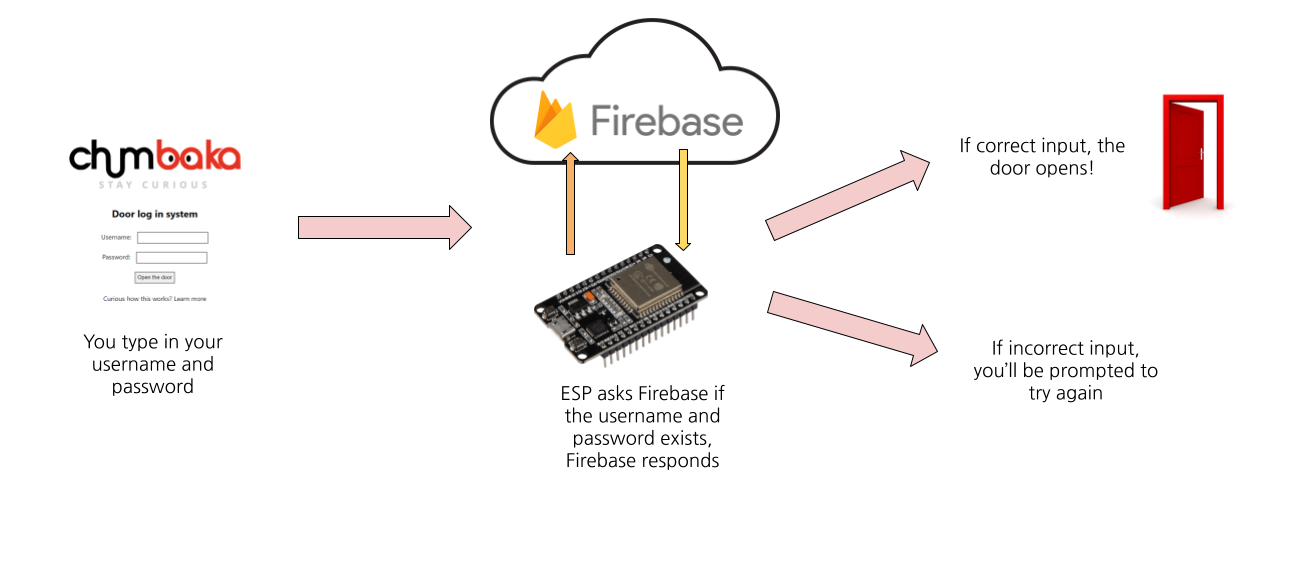 chumbaka
STAY CURIOUS
Door log in system
Username:
Password:
Open the door
Curious how this works? Learn more
You type in your
username and
password
Firebase
ESP asks Firebase if
the username and
password exists,
Firebase responds
If correct input, the
door opens!
If incorrect input,
you’ll be prompted to
try again